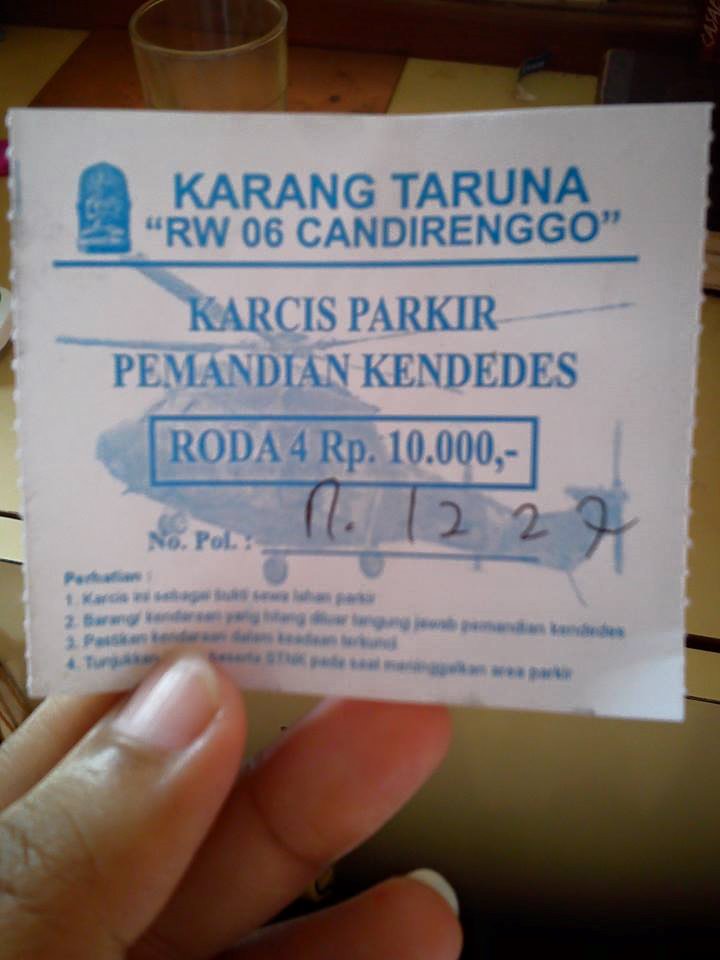 KARANG TARUNA
“RW 06 CANDIRENGGO”
KARCIS PARKIR
PEMANDIAN KENDEDES
RODA 4 Rp. 10.000,-
No. Pol. : n. 1227
Perhatian :
1. Karcis ini sebagai bukti sewa lahan parkir
2. Barang/ kendaraan yang hilang diluar tangung jawab pemandian kendedes
3. Pastikan kendaraan dalam keadaan terkunci
4. Tunjukkan beserta STNK pada saat meninggalkan area parkir